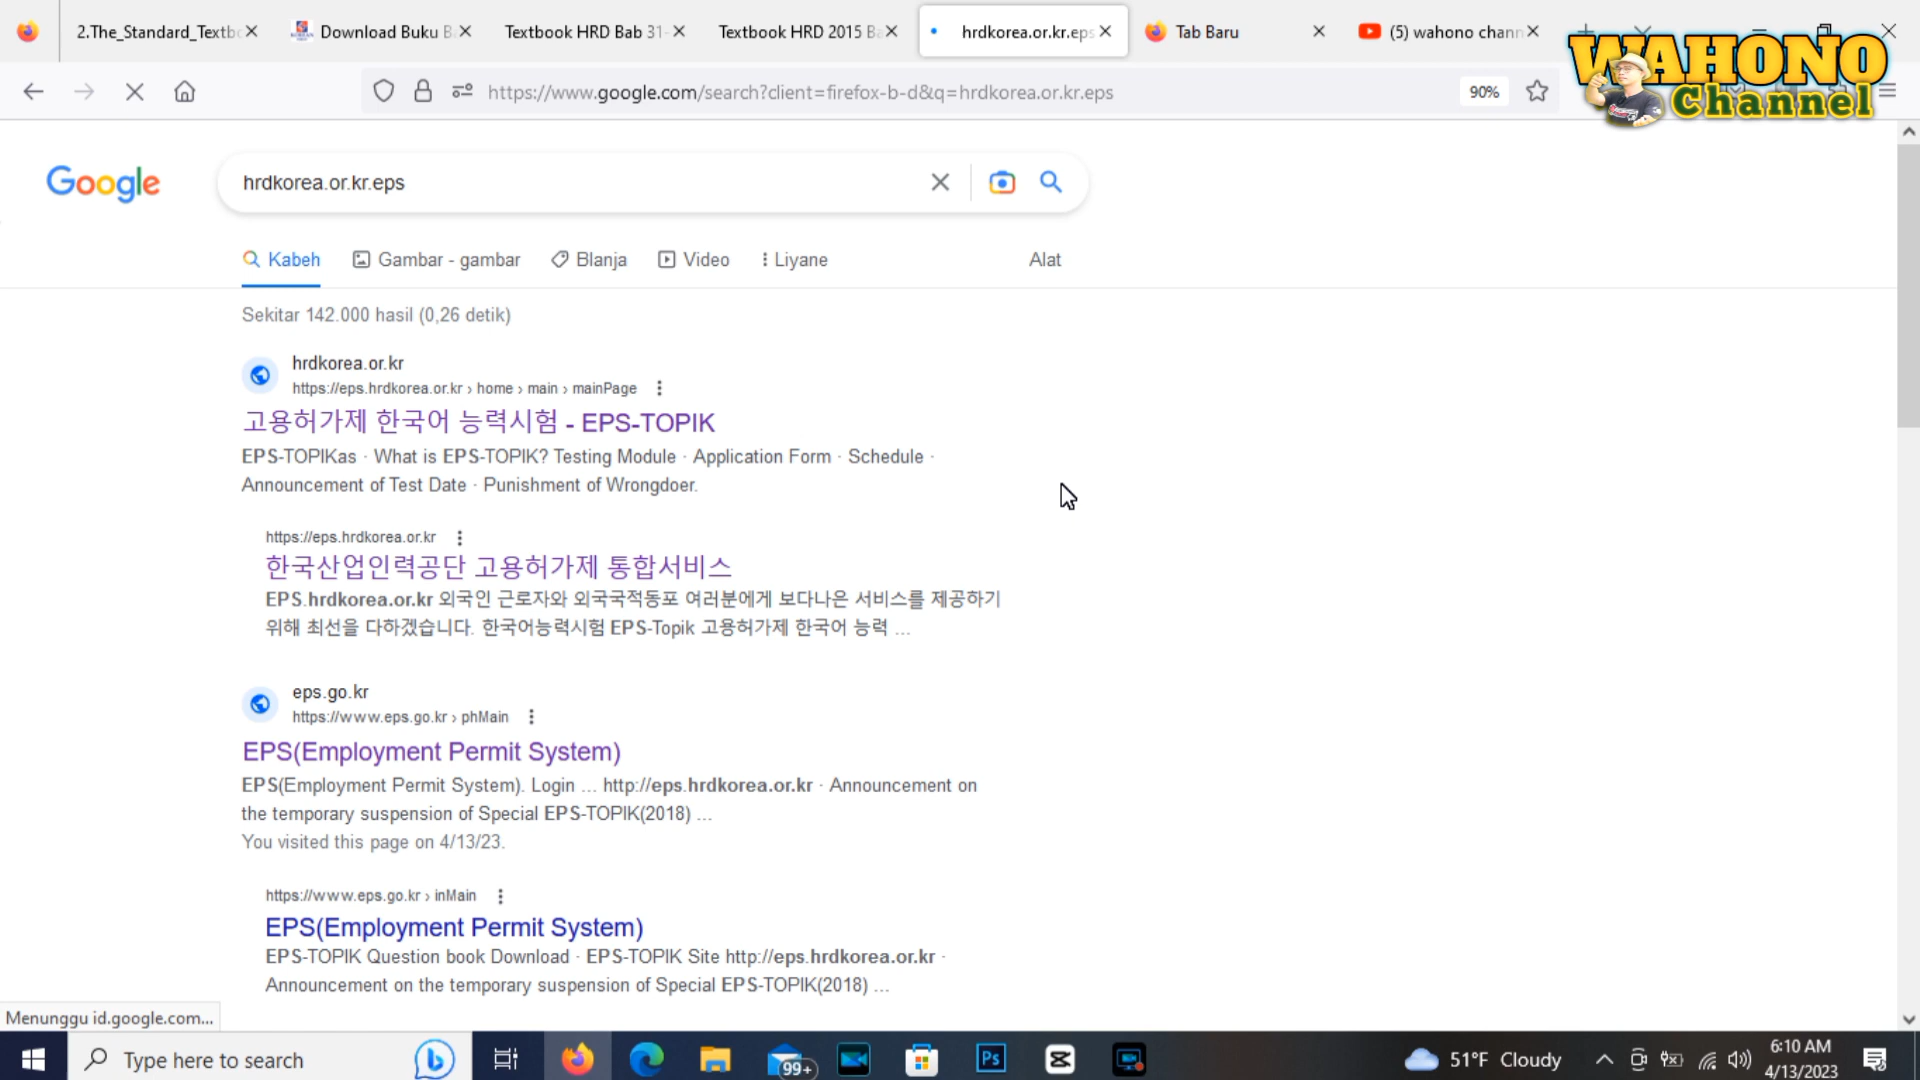 2.The_Standard_Textb
Download Buku B
Textbook HRD Bab 31-
Textbook HRD 2015 B
hrdkorea.or.kr.eps
Tab Baru
(5) wahono chann
WAHONO
Channel
https://www.google.com/search?client=firefox-b-d&q=hrdkorea.or.kr.eps
90%
Google
hrdkorea.or.kr.eps
Kabeh
Gambar - gambar
Blanja
Video
Liyane
Alat
Sekitar 142.000 hasil (0,26 detik)
hrdkorea.or.kr
https://eps.hrdkorea.or.kr › home › main › mainPage
고용허가제 한국어 능력시험 - EPS-TOPIK
EPS-TOPIKas · What is EPS-TOPIK? Testing Module · Application Form · Schedule ·
Announcement of Test Date · Punishment of Wrongdoer.
https://eps.hrdkorea.or.kr
한국산업인력공단 고용허가제 통합서비스
EPS.hrdkorea.or.kr 외국인 근로자와 외국국적동포 여러분에게 보다나은 서비스를 제공하기
위해 최선을 다하겠습니다. 한국어능력시험 EPS-Topik 고용허가제 한국어 능력 ...
eps.go.kr
https://www.eps.go.kr › phMain
EPS(Employment Permit System)
EPS(Employment Permit System). Login ... http://eps.hrdkorea.or.kr · Announcement on
the temporary suspension of Special EPS-TOPIK(2018) ...
You visited this page on 4/13/23.
https://www.eps.go.kr › inMain
EPS(Employment Permit System)
EPS-TOPIK Question book Download · EPS-TOPIK Site http://eps.hrdkorea.or.kr ·
Announcement on the temporary suspension of Special EPS-TOPIK(2018) ...
Menunggu id.google.com...
Type here to search
99+
Ps
51°F Cloudy
6:10 AM
4/13/2023